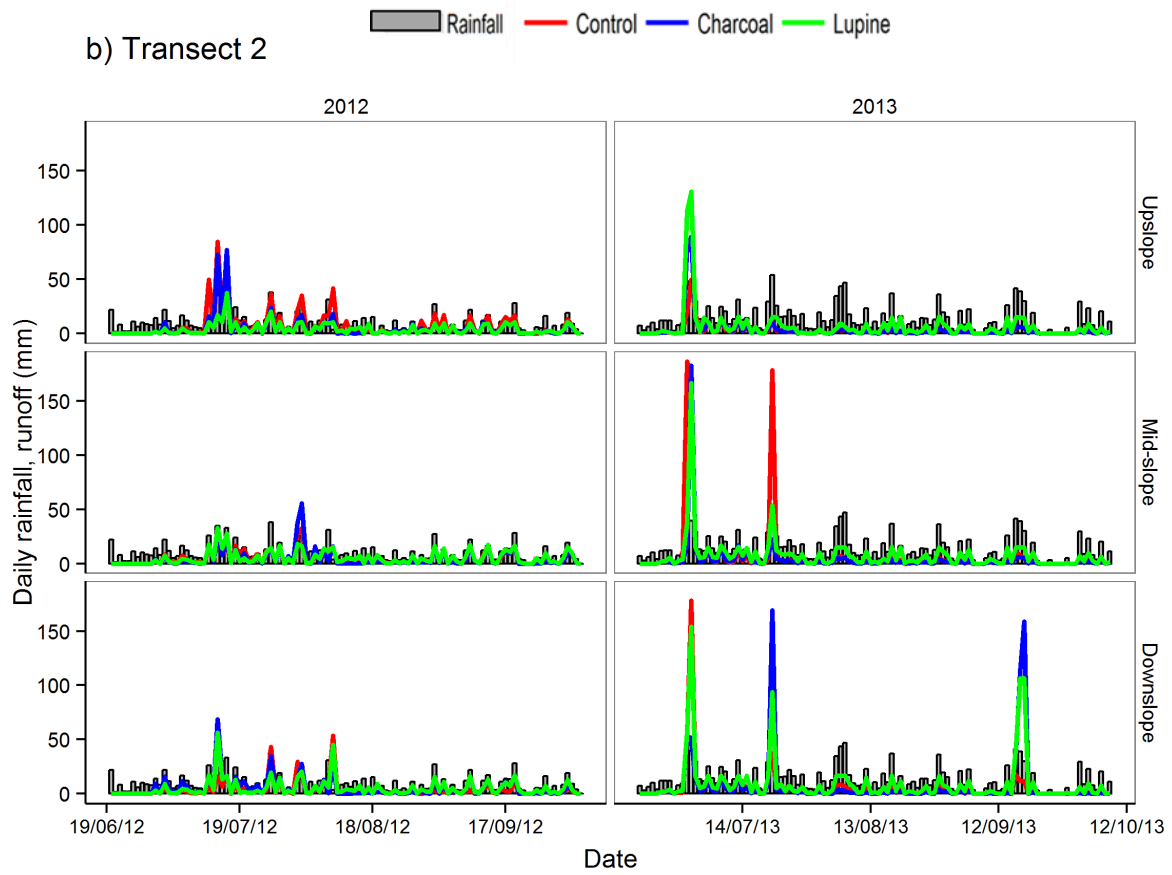 Rainfall Control Charcoal Lupine
b) Transect 2
2012 2013
150
100
50
0
Upslope
150
100
50
0
Mid-slope
150
100
50
0
Downslope
Daily rainfall, runoff (mm)
19/06/12 19/07/12 18/08/12 17/09/12 14/07/13 13/08/13 12/09/13 12/10/13
Date